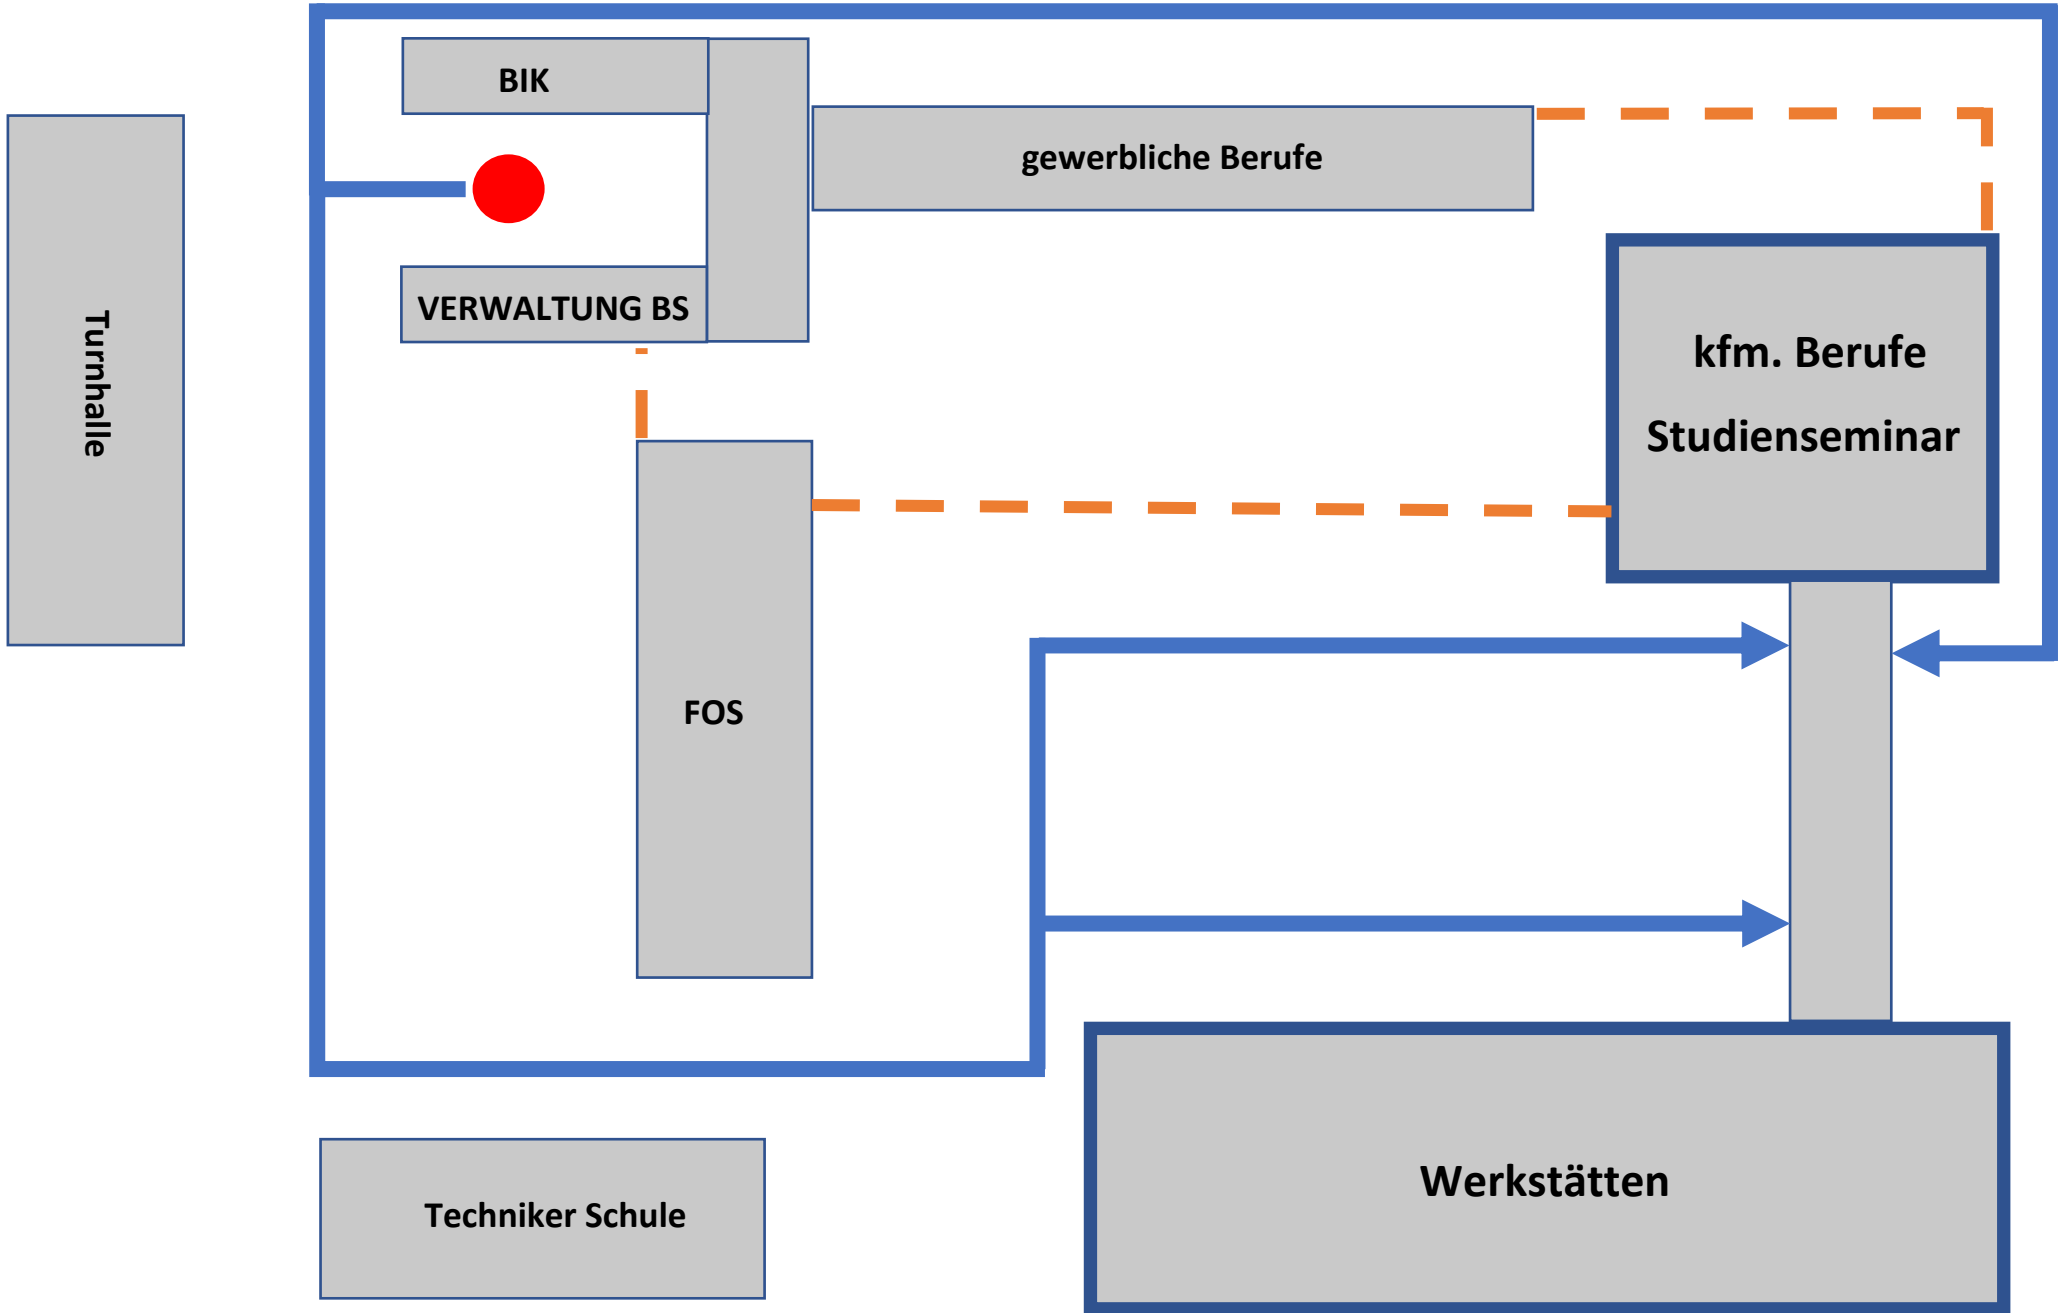 BIK
gewerbliche Berufe
VERWALTUNG BS
Turnhalle
kfm. Berufe
Studienseminar
FOS
Werkstätten
Techniker Schule